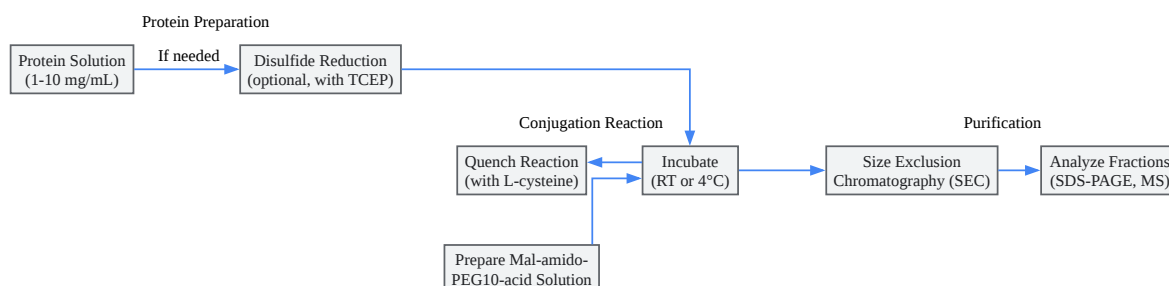 Protein Preparation
Protein Solution
(1-10 mg/mL)
If needed
Disulfide Reduction
(optional, with TCEP)
Conjugation Reaction
Purification
Quench Reaction
(with L-cysteine)
Incubate
(RT or 4°C)
Size Exclusion
Chromatography (SEC)
Analyze Fractions
(SDS-PAGE, MS)
Prepare Mal-amido-
PEG10-acid Solution